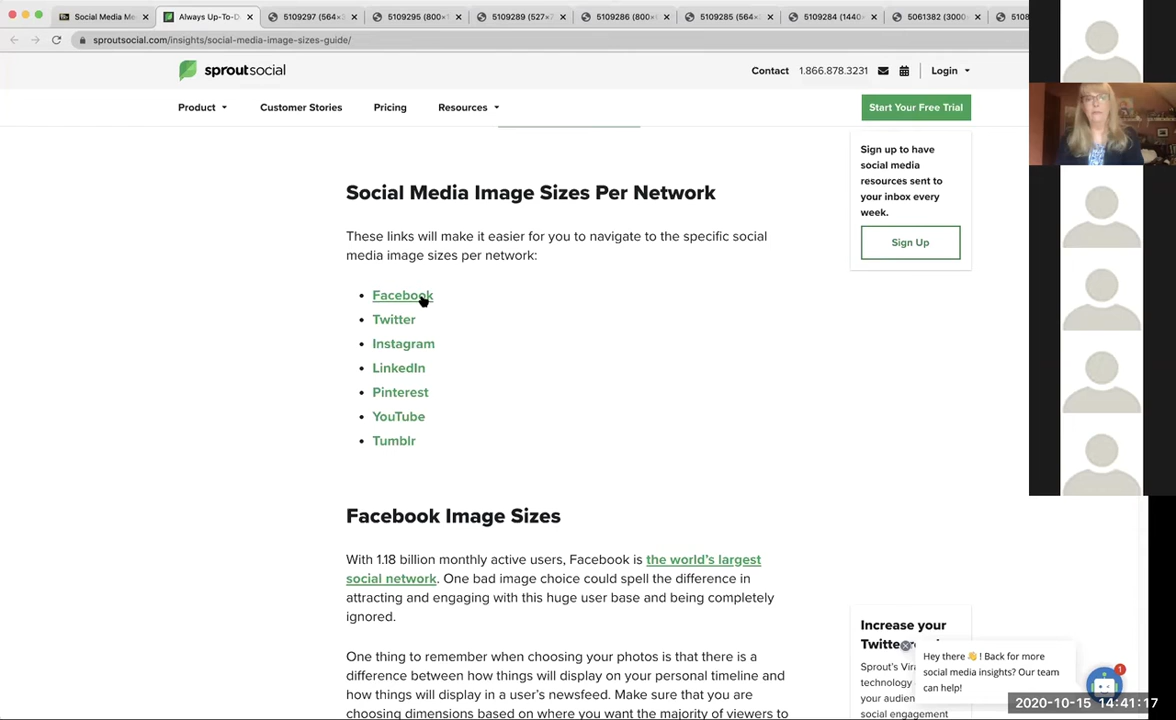 Social Media Me
Always Up-To-D
5109297 (564×
5109295 (800×1
5109289 (527×7
5109286 (800×
5109285 (564×
5109284 (1440
5061382 (3000
5108
sproutsocial.com/insights/social-media-image-sizes-guide/
sproutsocial
Contact 1.866.878.3231 Login
Product Customer Stories Pricing Resources Start Your Free Trial
Sign up to have
social media
resources sent to
your inbox every
week.
Sign Up
Social Media Image Sizes Per Network
These links will make it easier for you to navigate to the specific social
media image sizes per network:
• Facebook
• Twitter
• Instagram
• LinkedIn
• Pinterest
• YouTube
• Tumblr
Facebook Image Sizes
With 1.18 billion monthly active users, Facebook is the world's largest
social network. One bad image choice could spell the difference in
attracting and engaging with this huge user base and being completely
ignored.
One thing to remember when choosing your photos is that there is a
difference between how things will display on your personal timeline and
how things will display in a user's newsfeed. Make sure that you are
choosing dimensions based on where you want the majority of viewers to
Increase your
Twitte
Sprout's Vir
technology
your audien
social engagement
Hey there 👋 ! Back for more
social media insights? Our team
can help!
1
2020-10-15 14:41:17